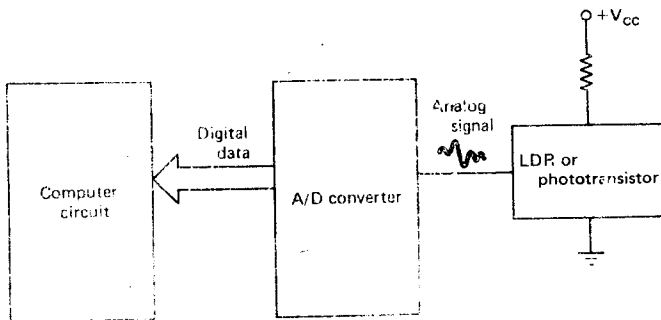 +Vcc
Analog
signal
Digital
data
LDR or
phototransistor
Computer
circuit
A/D converter